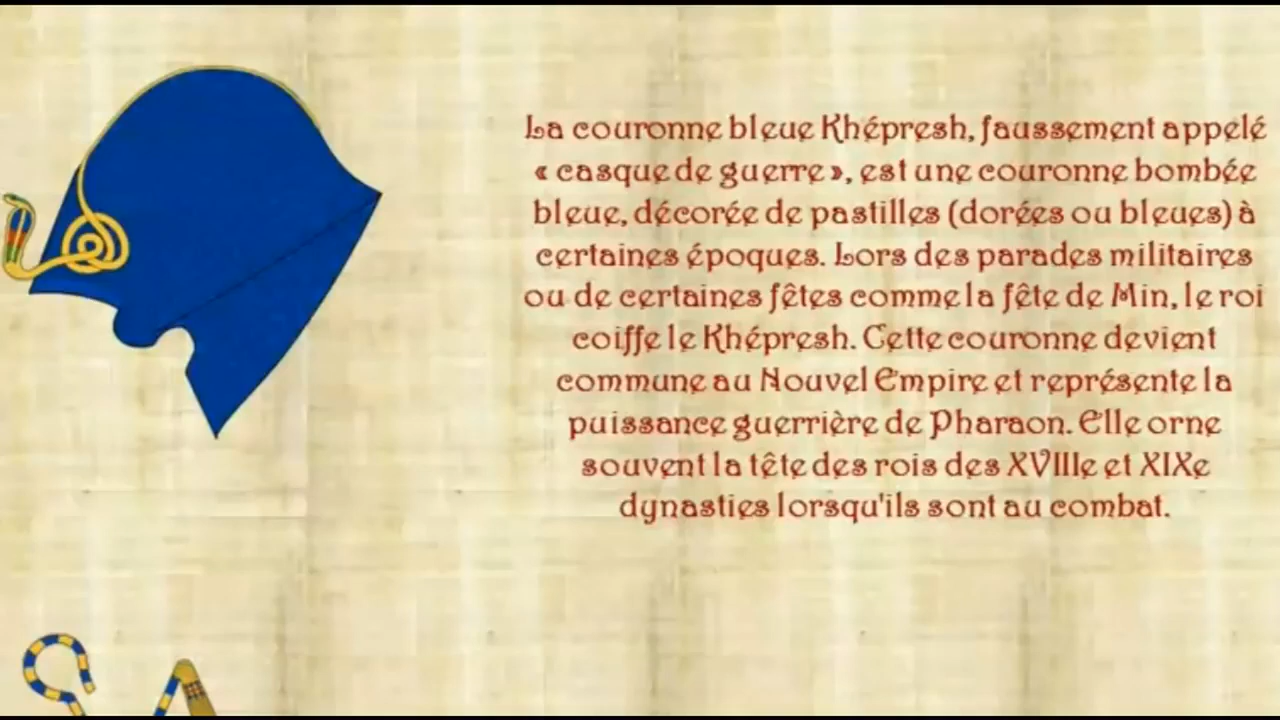 La couronne bleue Khépresh, faussement appelé
« casque de guerre », est une couronne bombée
bleue, décorée de pastilles (dorées ou bleues) à
certaines époques. Lors des parades militaires
ou de certaines fêtes comme la fête de Min, le roi
coiffe le Khépresh. Cette couronne devient
commune au Nouvel Empire et représente la
puissance guerrière de Pharaon. Elle orne
souvent la tête des rois des XVIIIe et XIXe
dynasties lorsqu'ils sont au combat.